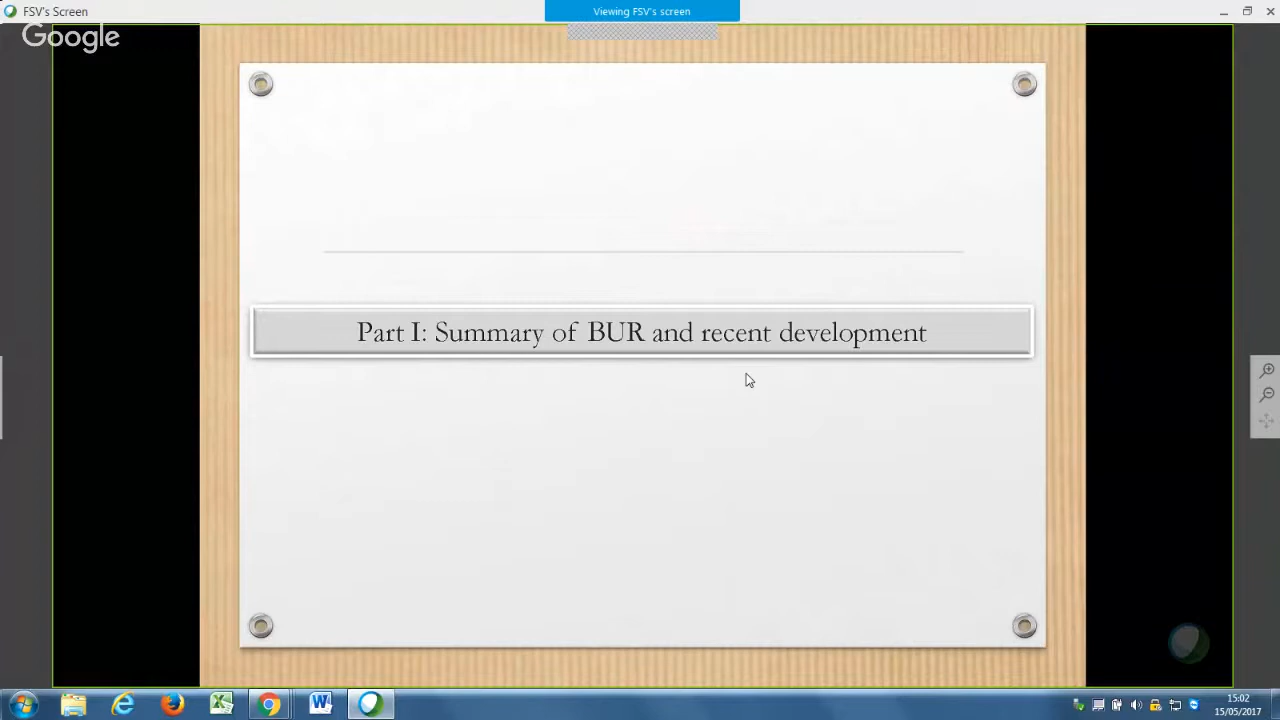 FSV's Screen
Viewing FSV's screen
Google
Part I: Summary of BUR and recent development
15:02
15/05/2017